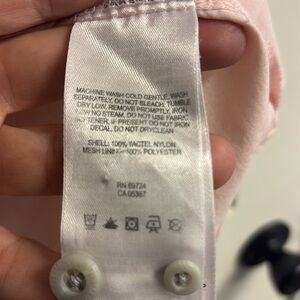 MACHINE WASH COLD GENTLE, WASH
SEPARATELY, DO NOT BLEACH, TUMBLE
DRY LOW, REMOVE PROMPTLY, IRON
LOW NO STEAM, DO NOT USE FABRIC
SOFTENER, IF PRESENT DO NOT IRON
DECAL, DO NOT DRYCLEAN
SHELL: 100% TACTEL NYLON
MESH LINING: 100% POLYESTER
RN 69724
CA 05367